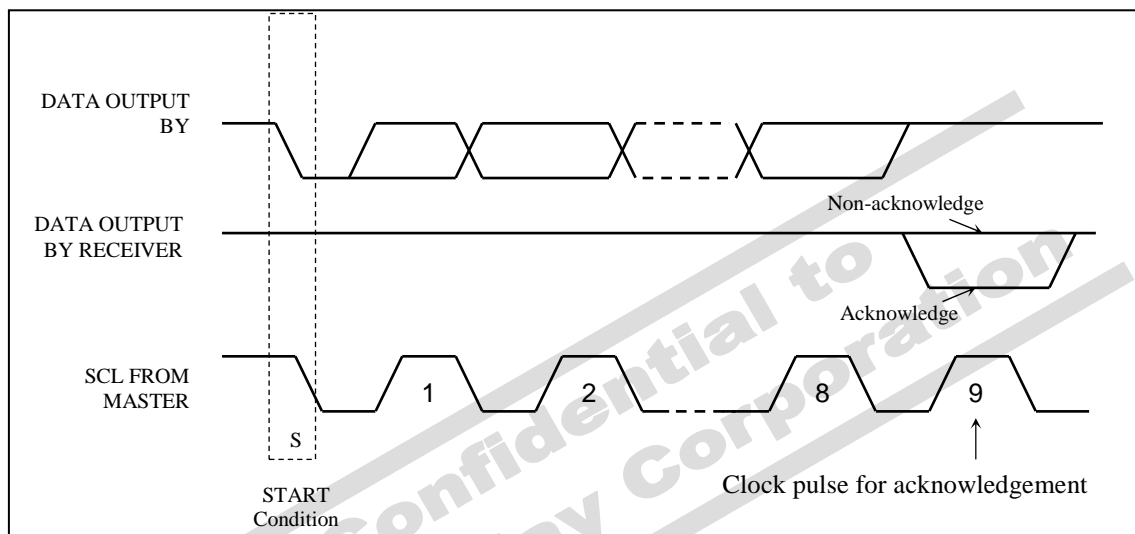 DATA OUTPUT
BY
DATA OUTPUT
BY RECEIVER
Non-acknowledge
Acknowledge
SCL FROM
MASTER
1
2
8
9
S
START
Condition
Clock pulse for acknowledgement
Confidential to
Corporation